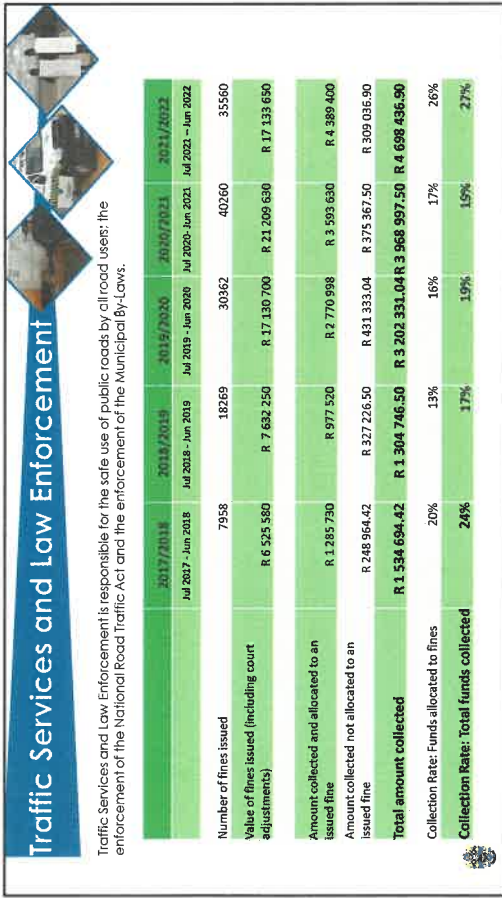 Traffic Services and Law Enforcement
Traffic Services and Law Enforcement is responsible for the safe use of public roads by all road users; the
enforcement of the National Road Traffic Act and the enforcement of the Municipal By-Laws.
2017/2018 2018/2019 2019/2020 2020/2021 2021/2022
Jul 2017 - Jun 2018 Jul 2018 - Jun 2019 Jul 2019 - Jun 2020 Jul 2020- Jun 2021 Jul 2021 – Jun 2022
Number of fines issued 7958 18269 30362 40260 35560
Value of fines issued (including court
adjustments) R 6 525 580 R 7 632 250 R 17 130 700 R 21 209 630 R 17 133 650
Amount collected and allocated to an
issued fine R 1 285 730 R 977 520 R 2 770 998 R 3 593 630 R 4 389 400
Amount collected not allocated to an
issued fine R 248 964.42 R 327 226.50 R 431 333.04 R 375 367.50 R 309 036.90
Total amount collected R 1 534 694.42 R 1 304 746.50 R 3 202 331.04 R 3 968 997.50 R 4 698 436.90
Collection Rate: Funds allocated to fines 20% 13% 16% 17% 26%
Collection Rate: Total funds collected 24% 17% 19% 19% 27%